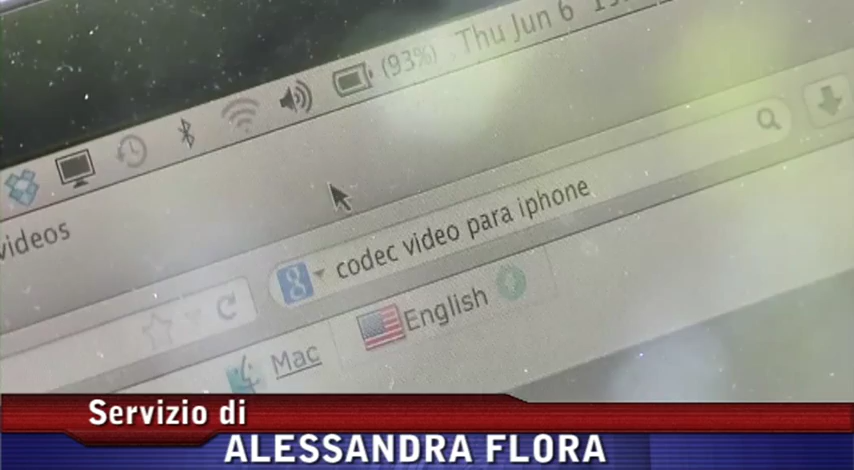 (93%) Thu Jun 6
videos
codec video para iphone
English
Mac
Servizio di
ALESSANDRA FLORA